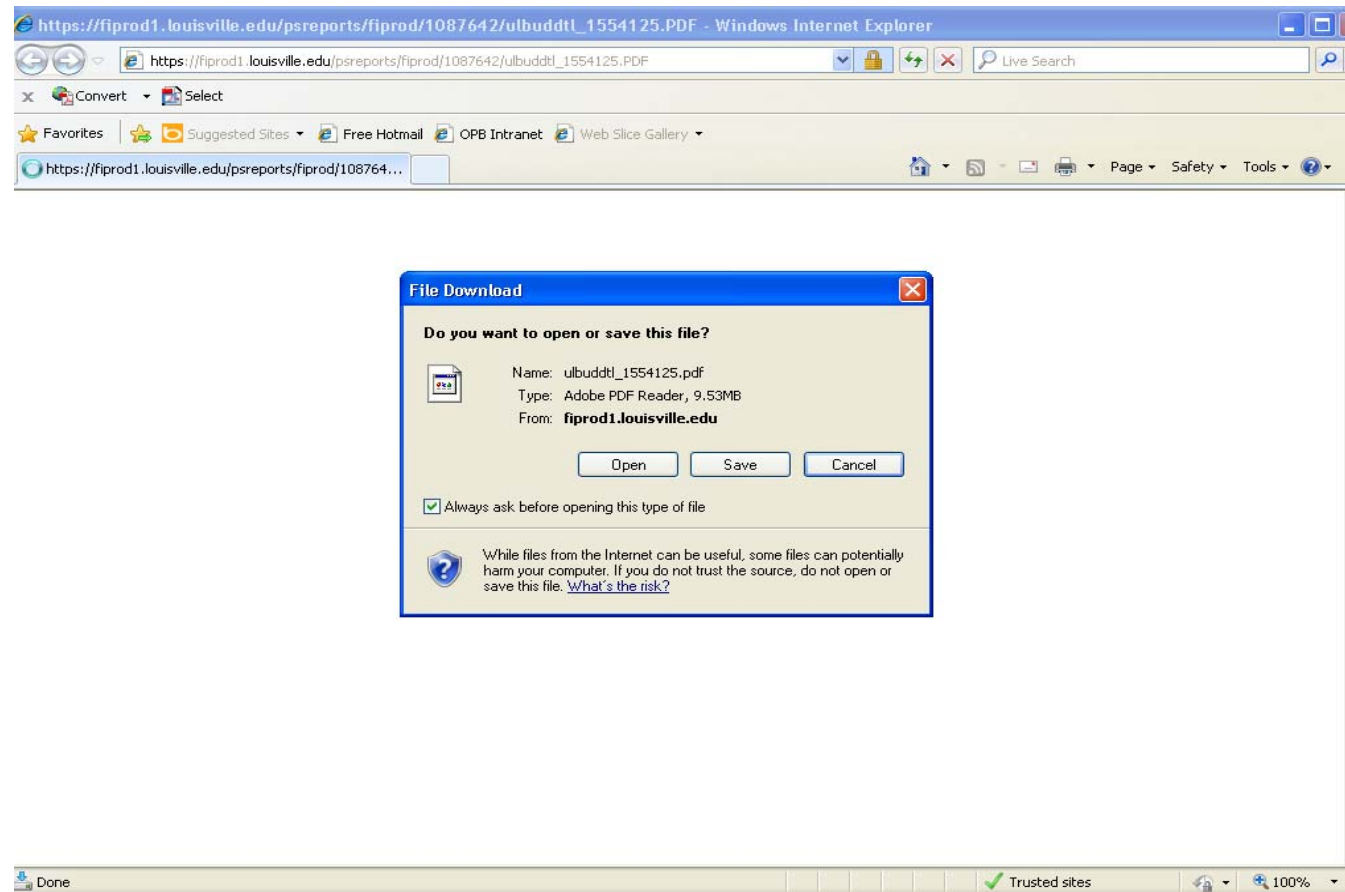 https://fiprod1.louisville.edu/psreports/fiprod/1087642/ulbuddtl_1554125.PDF - Windows Internet Explorer
https://fiprod1.louisville.edu/psreports/fiprod/1087642/ulbuddtl_1554125.PDF
Live Search
x Convert Select
Favorites Suggested Sites Free Hotmail OPB Intranet Web Slice Gallery
https://fiprod1.louisville.edu/psreports/fiprod/108764... Page Safety Tools
File Download
Do you want to open or save this file?
Name: ulbuddtl_1554125.pdf
Type: Adobe PDF Reader, 9.53MB
From: fiprod1.louisville.edu
Open Save Cancel
Always ask before opening this type of file
While files from the Internet can be useful, some files can potentially
harm your computer. If you do not trust the source, do not open or
save this file. What's the risk?
Done Trusted sites 100%